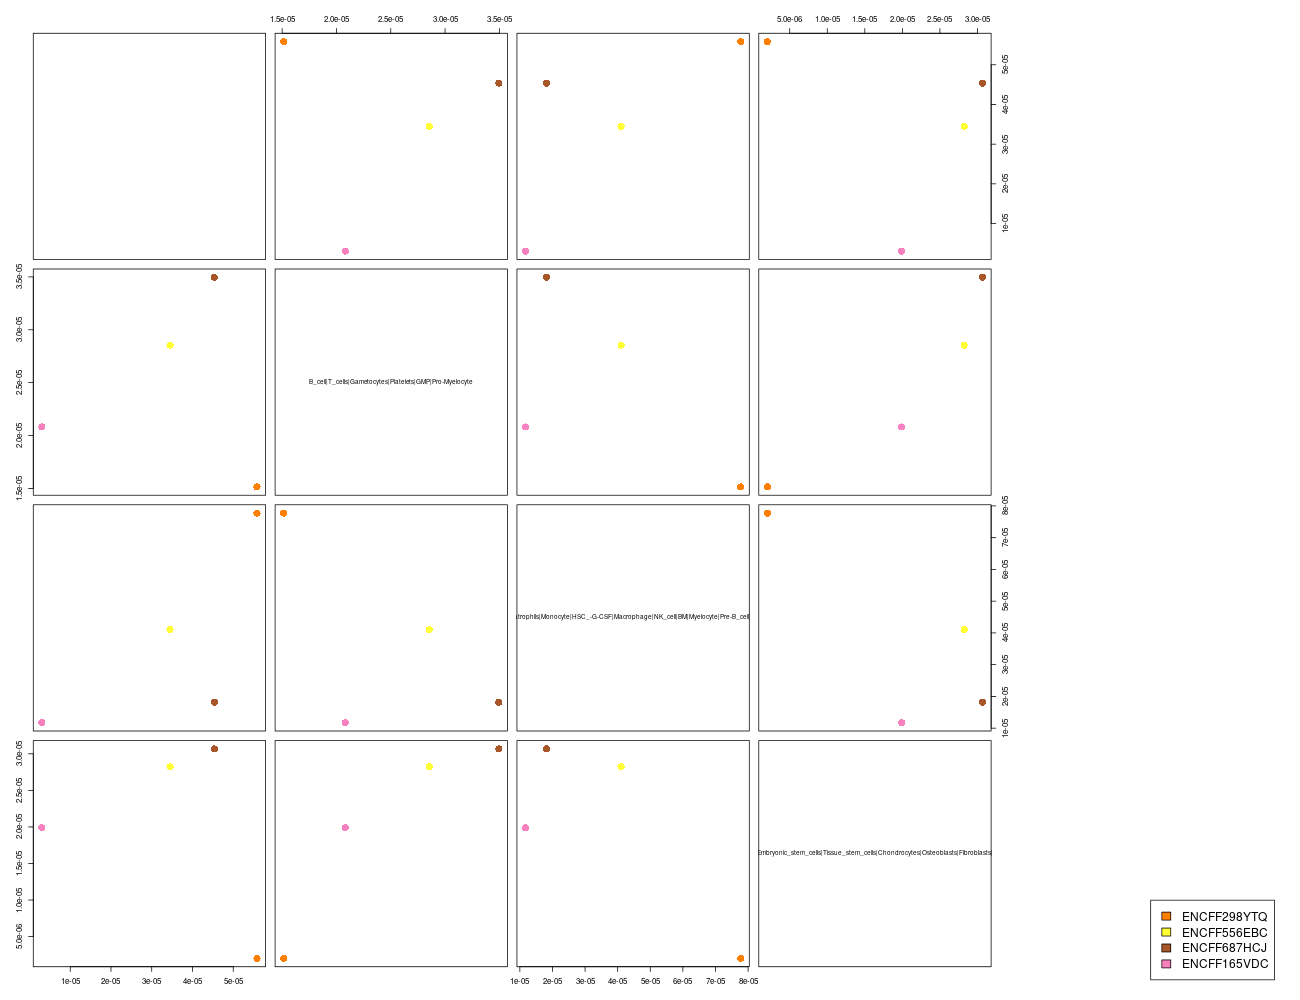 1.5e-05 2.0e-05 2.5e-05 3.0e-05 3.5e-05
5.0e-06 1.0e-05 1.5e-05 2.0e-05 2.5e-05 3.0e-05
1e-05 2e-05 3e-05 4e-05 5e-05
1.5e-05 2.0e-05 2.5e-05 3.0e-05 3.5e-05
B_cell|T_cells|Gametocytes|Platelets|GMP|Pro-Myelocyte
trophils|Monocyte|HSC_-G-CSF|Macrophage|NK_cell|BM|Myelocyte|Pre-B_cell
1e-05 2e-05 3e-05 4e-05 5e-05 6e-05 7e-05 8e-05
5.0e-06 1.0e-05 1.5e-05 2.0e-05 2.5e-05 3.0e-05
Embryonic_stem_cells|Tissue_stem_cells|Chondrocytes|Osteoblasts|Fibroblasts
1e-05 2e-05 3e-05 4e-05 5e-05
1e-05 2e-05 3e-05 4e-05 5e-05 6e-05 7e-05 8e-05
ENCFF298YTQ
ENCFF556EBC
ENCFF687HCJ
ENCFF165VDC